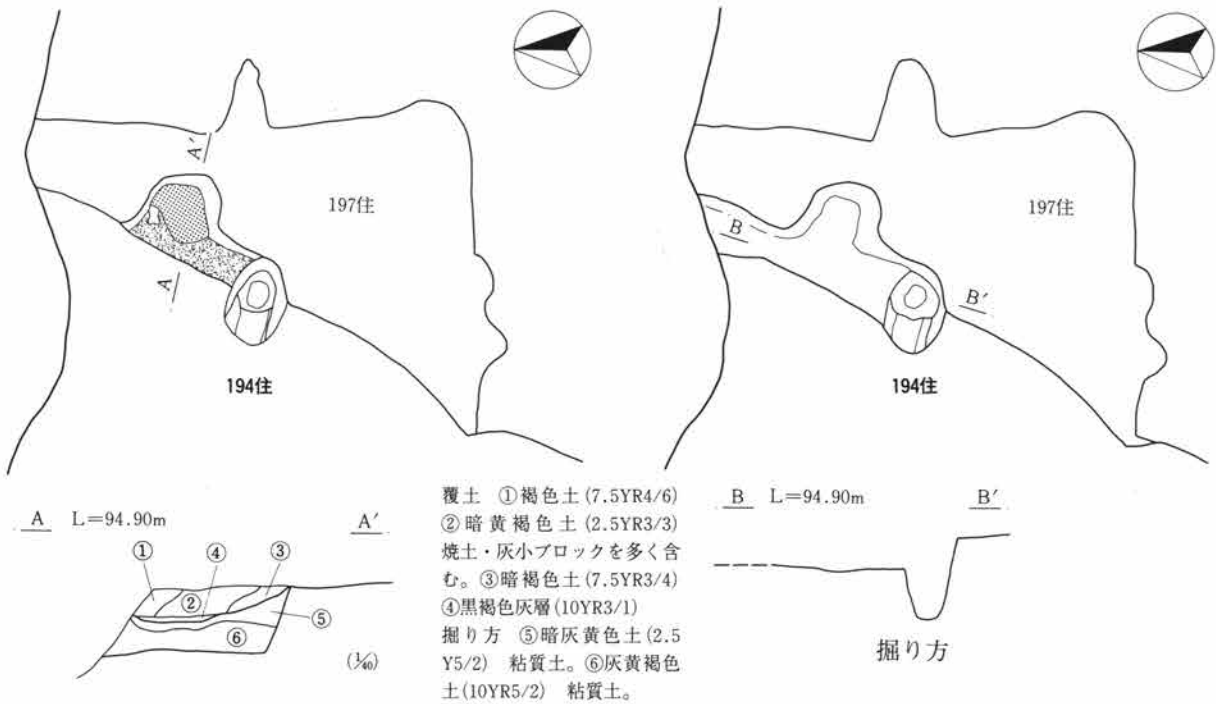 A′
197住
A
194住
197住
B
B′
194住
A L=94.90m A′
① ④ ③
②
⑤
⑥
(1/40)
覆土 ①褐色土(7.5YR4/6)
②暗黄褐色土(2.5YR3/3)
焼土・灰小ブロックを多く含
む。③暗褐色土(7.5YR3/4)
④黒褐色灰層(10YR3/1)
掘り方 ⑤暗灰黄色土(2.5
Y5/2) 粘質土。⑥灰黄褐色
土(10YR5/2) 粘質土。
B L=94.90m B′
掘り方